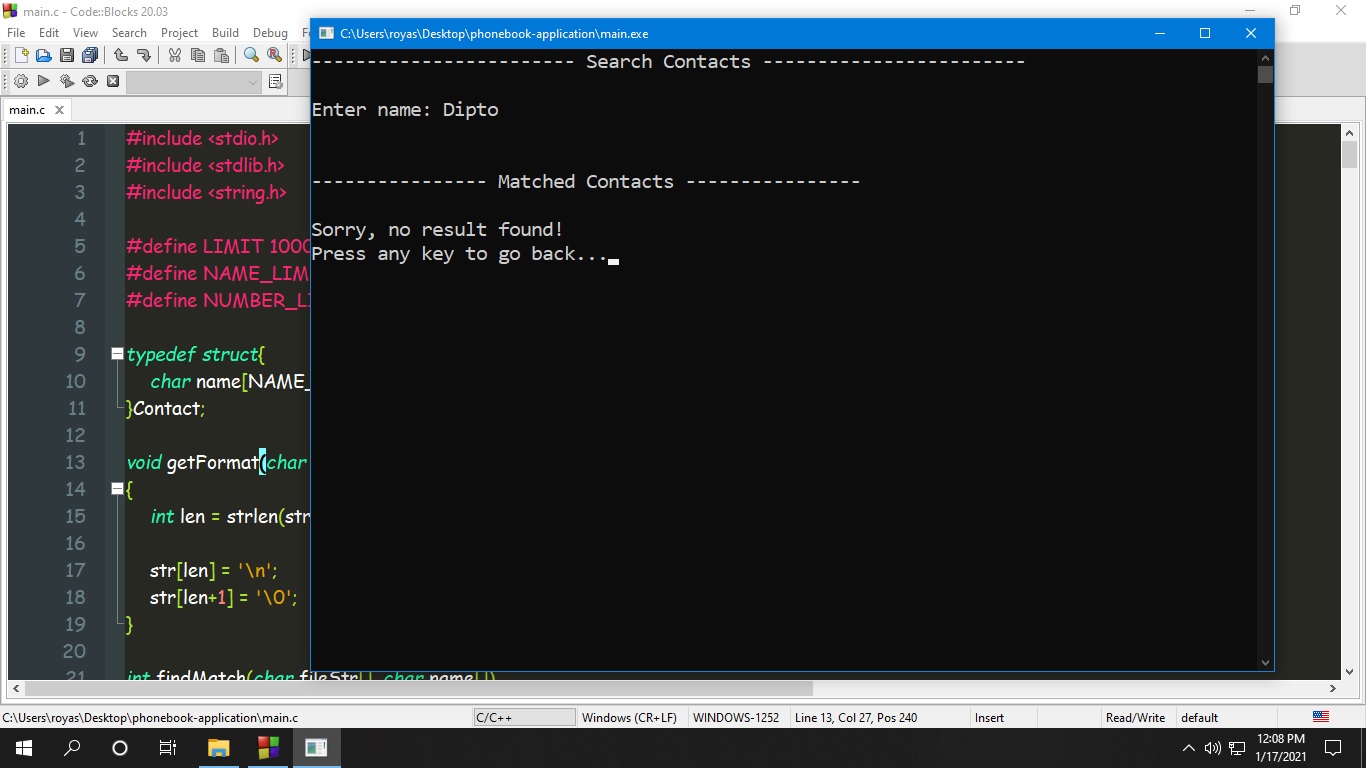 main.c - Code::Blocks 20.03
File Edit View Search Project Build Debug
C:\Users\royas\Desktop\phonebook-application\main.exe
main.c
------------------------ Search Contacts ------------------------
Enter name: Dipto
---------------- Matched Contacts ----------------
Sorry, no result found!
Press any key to go back...
1 #include <stdio.h>
2 #include <stdlib.h>
3 #include <string.h>
4
5 #define LIMIT 1000
6 #define NAME_LIM
7 #define NUMBER_LI
8
9 typedef struct{
10 char name[NAME_
11 }Contact;
12
13 void getFormat(char
14 {
15 int len = strlen(str
16
17 str[len] = '\n';
18 str[len+1] = '\0';
19 }
20
21 int findMatch(char fileStr[], char name[])
C:\Users\royas\Desktop\phonebook-application\main.c C/C++ Windows (CR+LF) WINDOWS-1252 Line 13, Col 27, Pos 240 Insert Read/Write default
12:08 PM
1/17/2021